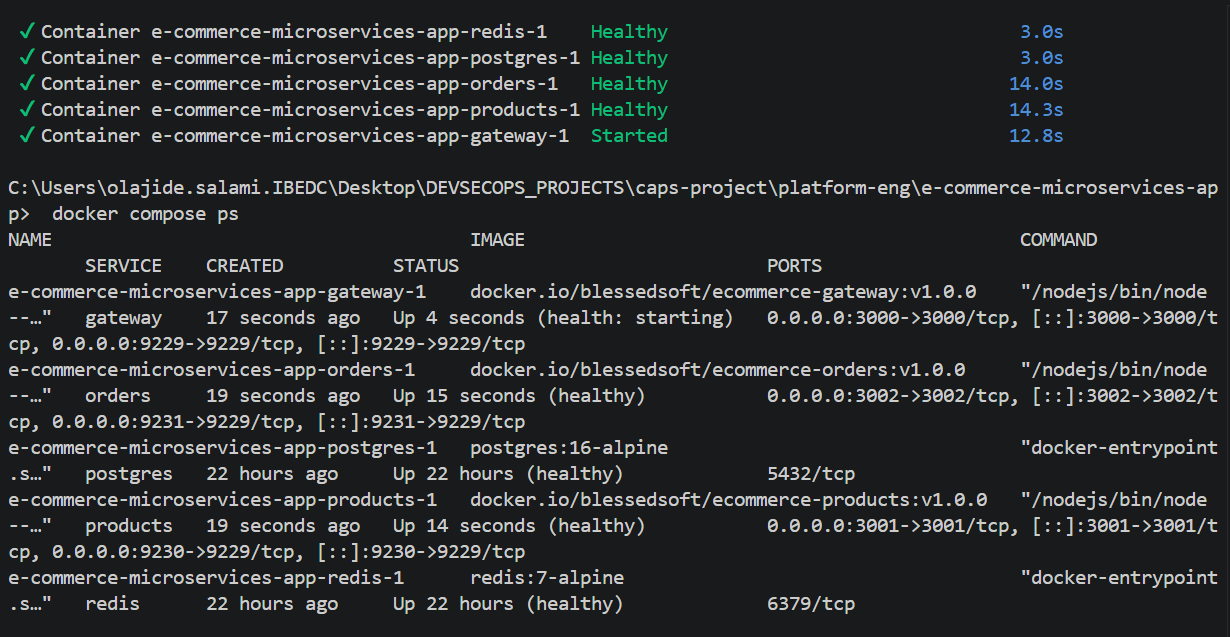 ✓ Container e-commerce-microservices-app-redis-1 Healthy 3.0s
✓ Container e-commerce-microservices-app-postgres-1 Healthy 3.0s
✓ Container e-commerce-microservices-app-orders-1 Healthy 14.0s
✓ Container e-commerce-microservices-app-products-1 Healthy 14.3s
✓ Container e-commerce-microservices-app-gateway-1 Started 12.8s
C:\Users\olajide.salami.IBEDC\Desktop\DEVSECOPS_PROJECTS\caps-project\platform-eng\e-commerce-microservices-ap
p>  docker compose ps
NAME IMAGE COMMAND
SERVICE CREATED STATUS PORTS
e-commerce-microservices-app-gateway-1 docker.io/blessedsoft/ecommerce-gateway:v1.0.0 "/nodejs/bin/node
--…" gateway 17 seconds ago Up 4 seconds (health: starting) 0.0.0.0:3000->3000/tcp, [::]:3000->3000/t
cp, 0.0.0.0:9229->9229/tcp, [::]:9229->9229/tcp
e-commerce-microservices-app-orders-1 docker.io/blessedsoft/ecommerce-orders:v1.0.0 "/nodejs/bin/node
--…" orders 19 seconds ago Up 15 seconds (healthy) 0.0.0.0:3002->3002/tcp, [::]:3002->3002/t
cp, 0.0.0.0:9231->9229/tcp, [::]:9231->9229/tcp
e-commerce-microservices-app-postgres-1 postgres:16-alpine "docker-entrypoint
.s…" postgres 22 hours ago Up 22 hours (healthy) 5432/tcp
e-commerce-microservices-app-products-1 docker.io/blessedsoft/ecommerce-products:v1.0.0 "/nodejs/bin/node
--…" products 19 seconds ago Up 14 seconds (healthy) 0.0.0.0:3001->3001/tcp, [::]:3001->3001/t
cp, 0.0.0.0:9230->9229/tcp, [::]:9230->9229/tcp
e-commerce-microservices-app-redis-1 redis:7-alpine "docker-entrypoint
.s…" redis 22 hours ago Up 22 hours (healthy) 6379/tcp